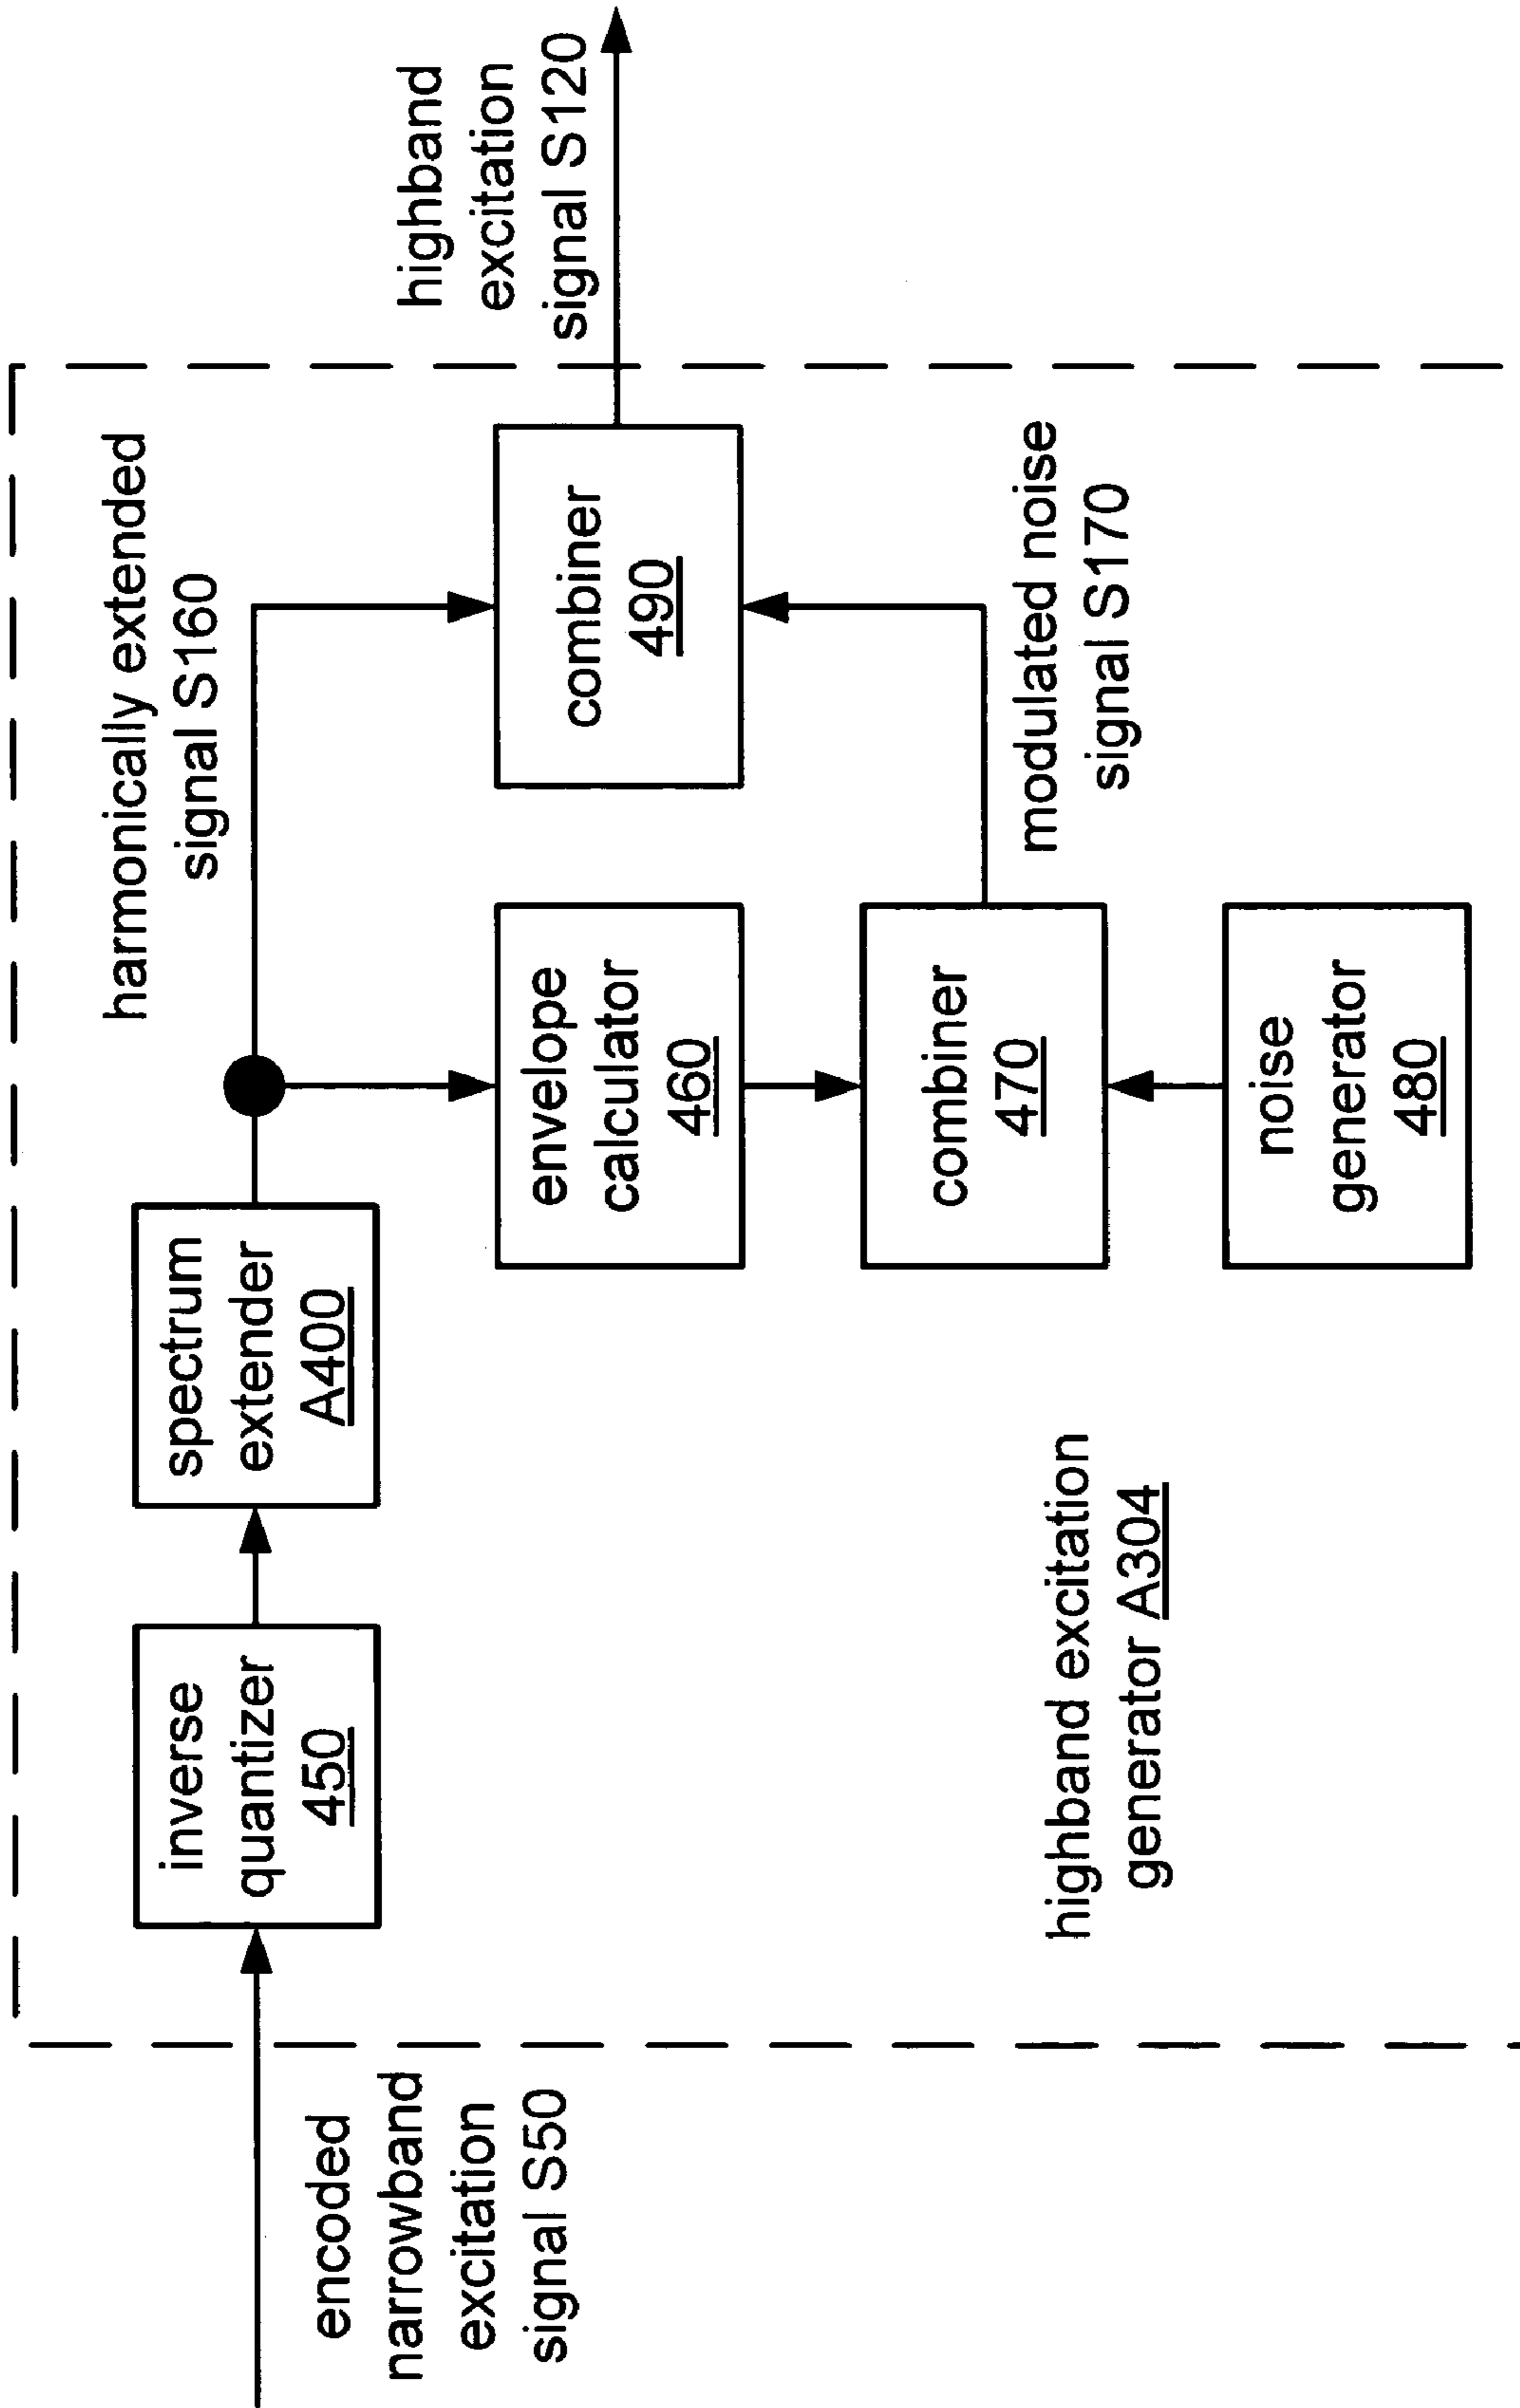 encoded
narrowband
excitation
signal S50
inverse
quantizer
450
spectrum
extender
A400
harmonically extended
signal S160
highband
excitation
signal S120
envelope
calculator
460
combiner
490
combiner
470
modulated noise
signal S170
noise
generator
480
highband excitation
generator A304